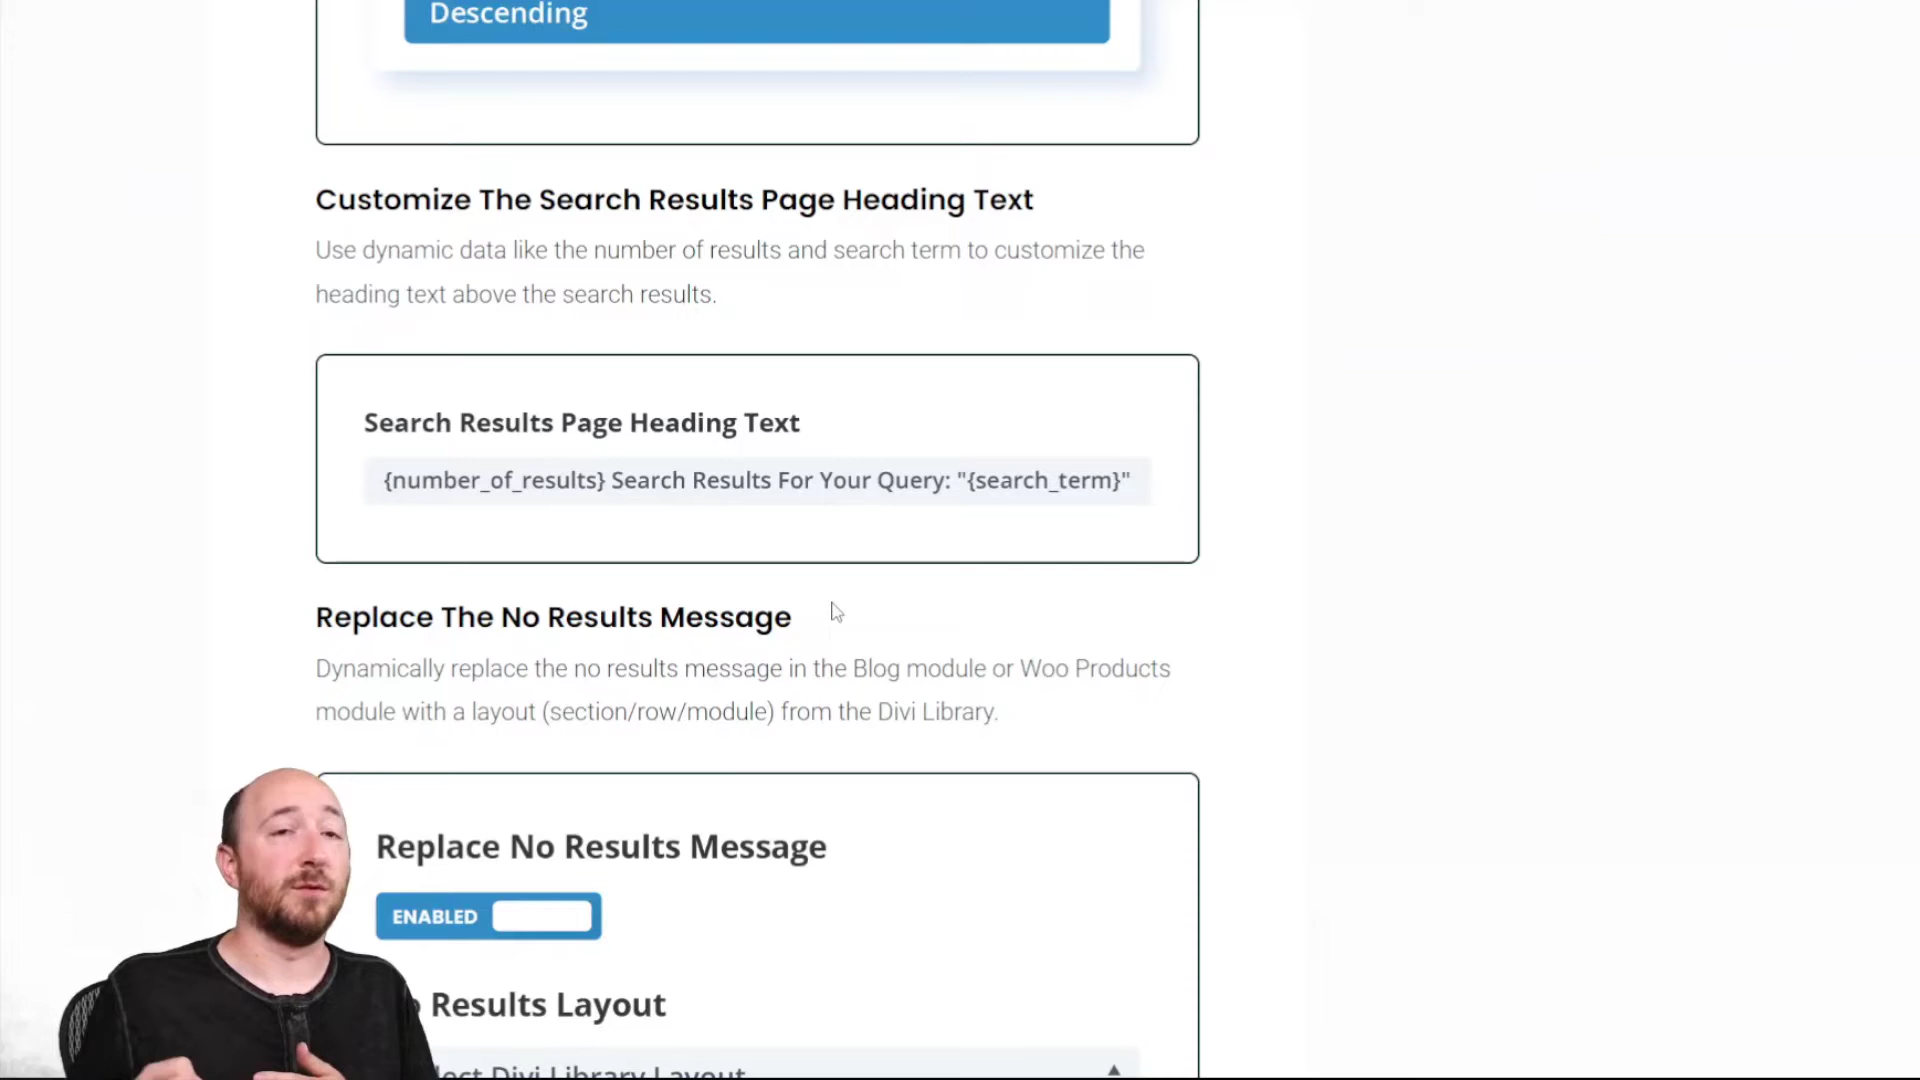 Descending
Customize The Search Results Page Heading Text
Use dynamic data like the number of results and search term to customize the
heading text above the search results.
Search Results Page Heading Text
{number_of_results} Search Results For Your Query: "{search_term}"
Replace The No Results Message
Dynamically replace the no results message in the Blog module or Woo Products
module with a layout (section/row/module) from the Divi Library.
Replace No Results Message
ENABLED
Results Layout
Divi Library Layout